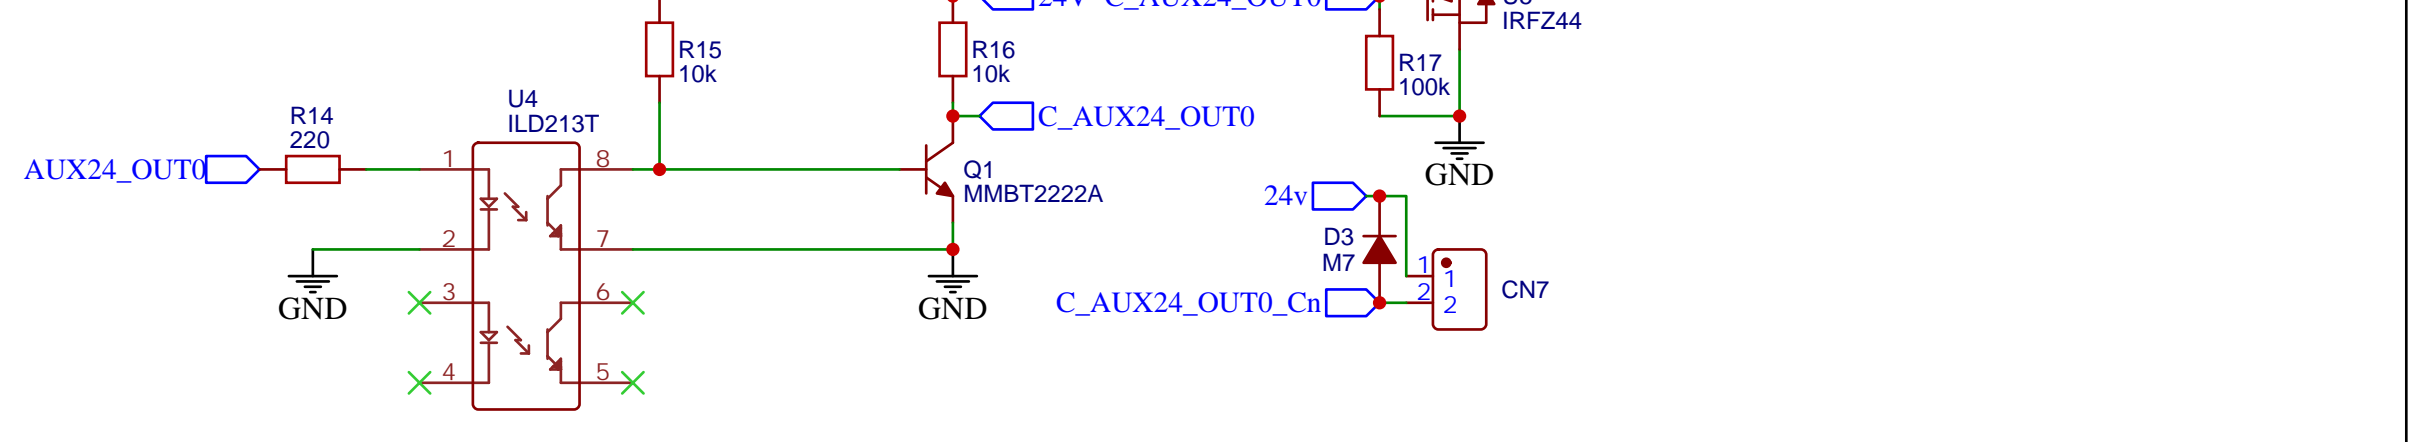 24v
C_AUX24_OUT0
IRFZ44
R15
10k
R16
10k
R17
100k
U4
ILD213T
R14
220
C_AUX24_OUT0
AUX24_OUT0
1
8
Q1
MMBT2222A
GND
24v
2
7
D3
M7
1
1
2
2
CN7
GND
3
6
GND
C_AUX24_OUT0_Cn
4
5